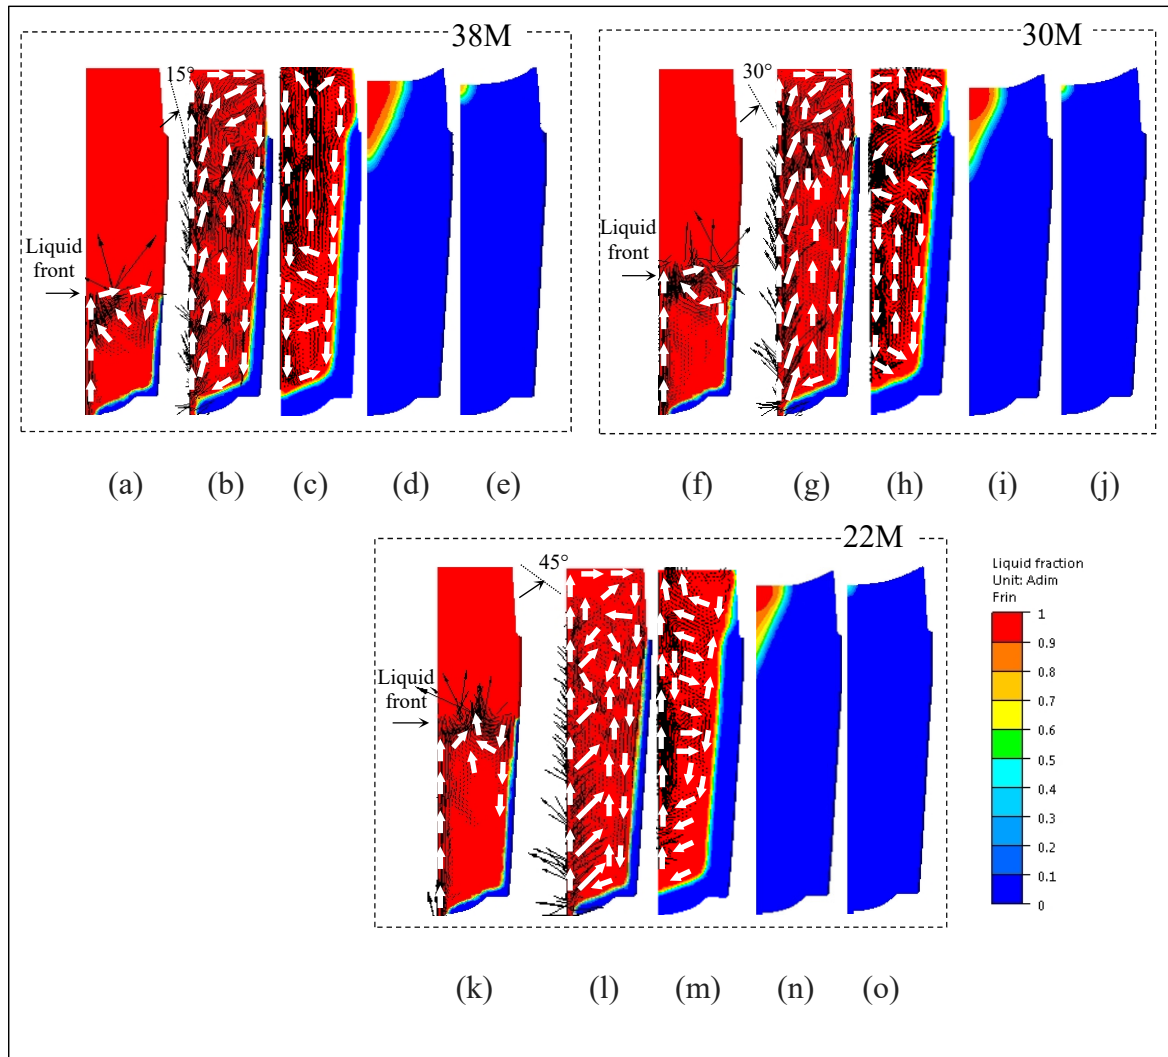 38M
15°
Liquid
front
(a) (b) (c) (d) (e)
30M
30°
Liquid
front
(f) (g) (h) (i) (j)
22M
45°
Liquid
front
(k) (l) (m) (n) (o)
Liquid fraction
Unit: Adim
Frin
1
0.9
0.8
0.7
0.6
0.5
0.4
0.3
0.2
0.1
0